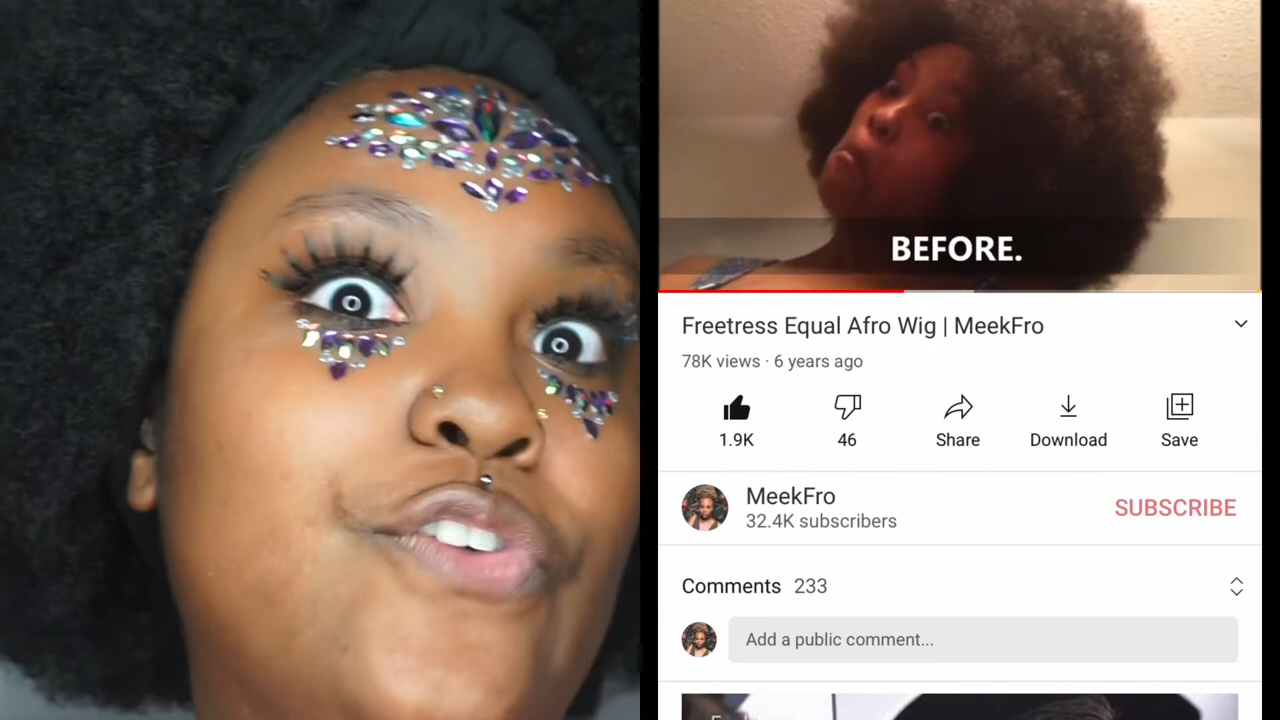 BEFORE.
Freetress Equal Afro Wig | MeekFro
78K views · 6 years ago
1.9K
46
Share
Download
Save
MeekFro
32.4K subscribers
SUBSCRIBE
Comments 233
Add a public comment...